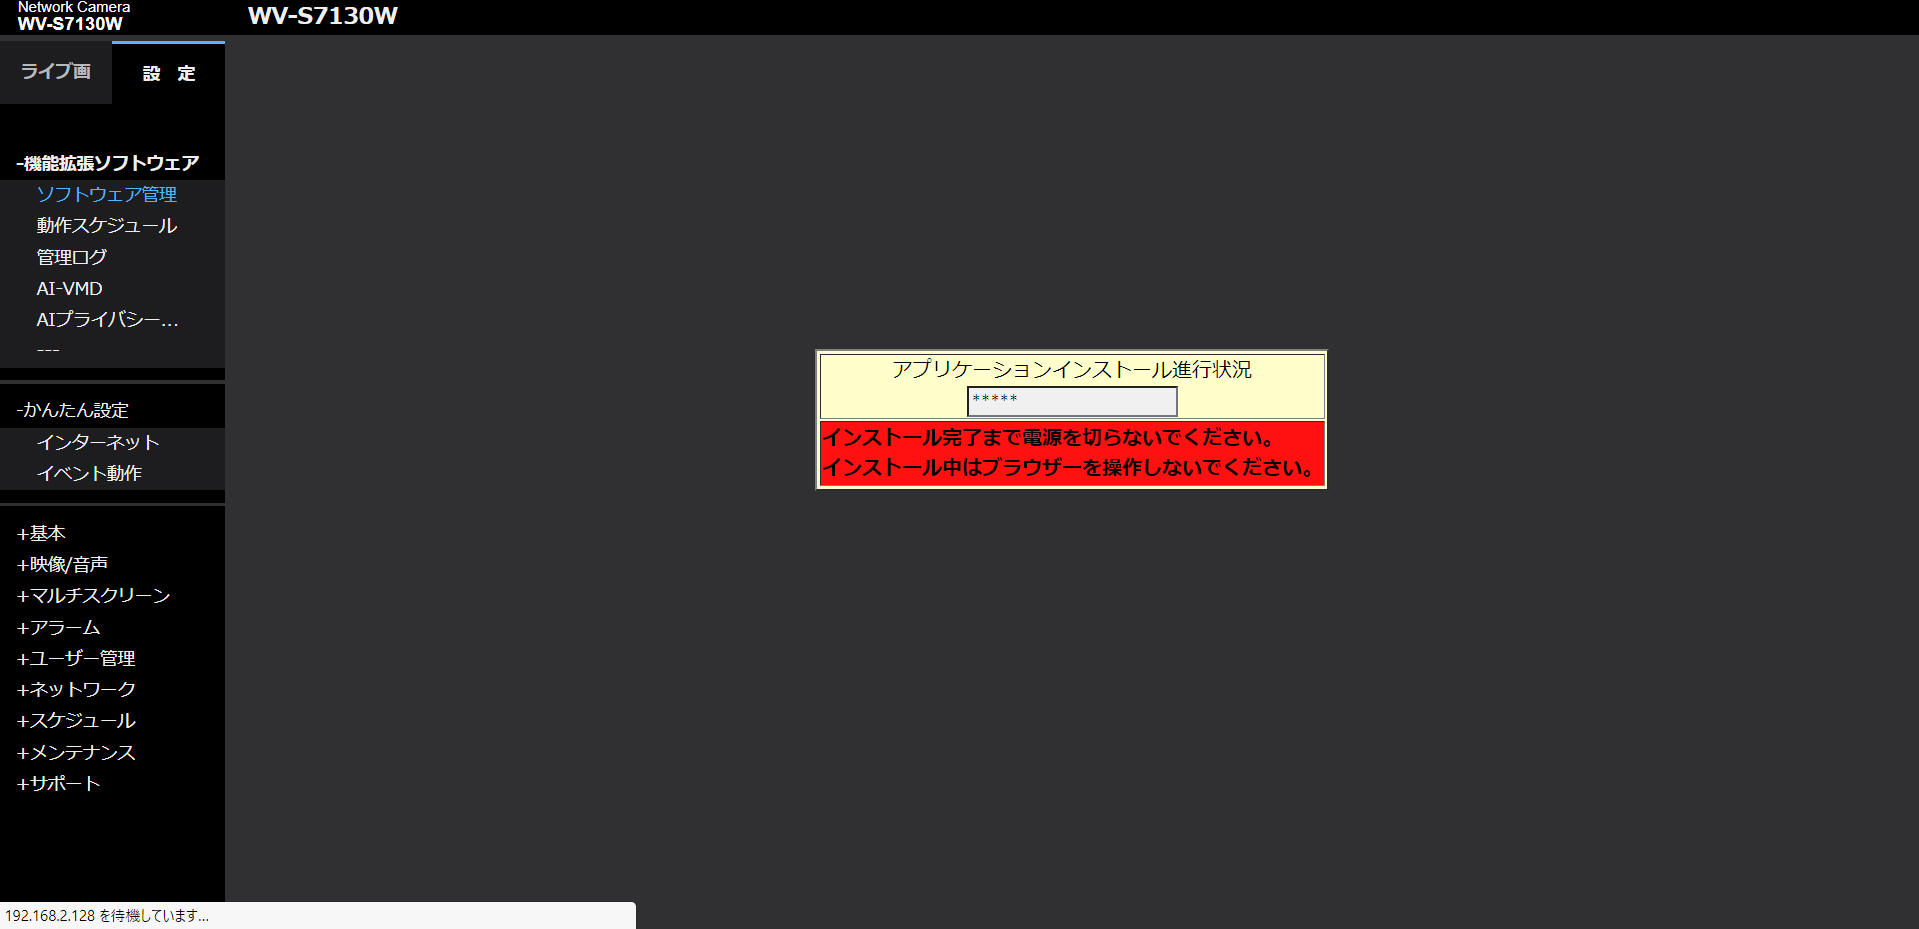 Network Camera
WV-S7130W
WV-S7130W
ライブ画
設 定
-機能拡張ソフトウェア
ソフトウェア管理
動作スケジュール
管理ログ
AI-VMD
AIプライバシー...
---
-かんたん設定
インターネット
イベント動作
+基本
+映像/音声
+マルチスクリーン
+アラーム
+ユーザー管理
+ネットワーク
+スケジュール
+メンテナンス
+サポート
アプリケーションインストール進行状況
*****
インストール完了まで電源を切らないでください。
インストール中はブラウザーを操作しないでください。
192.168.2.128 を待機しています...